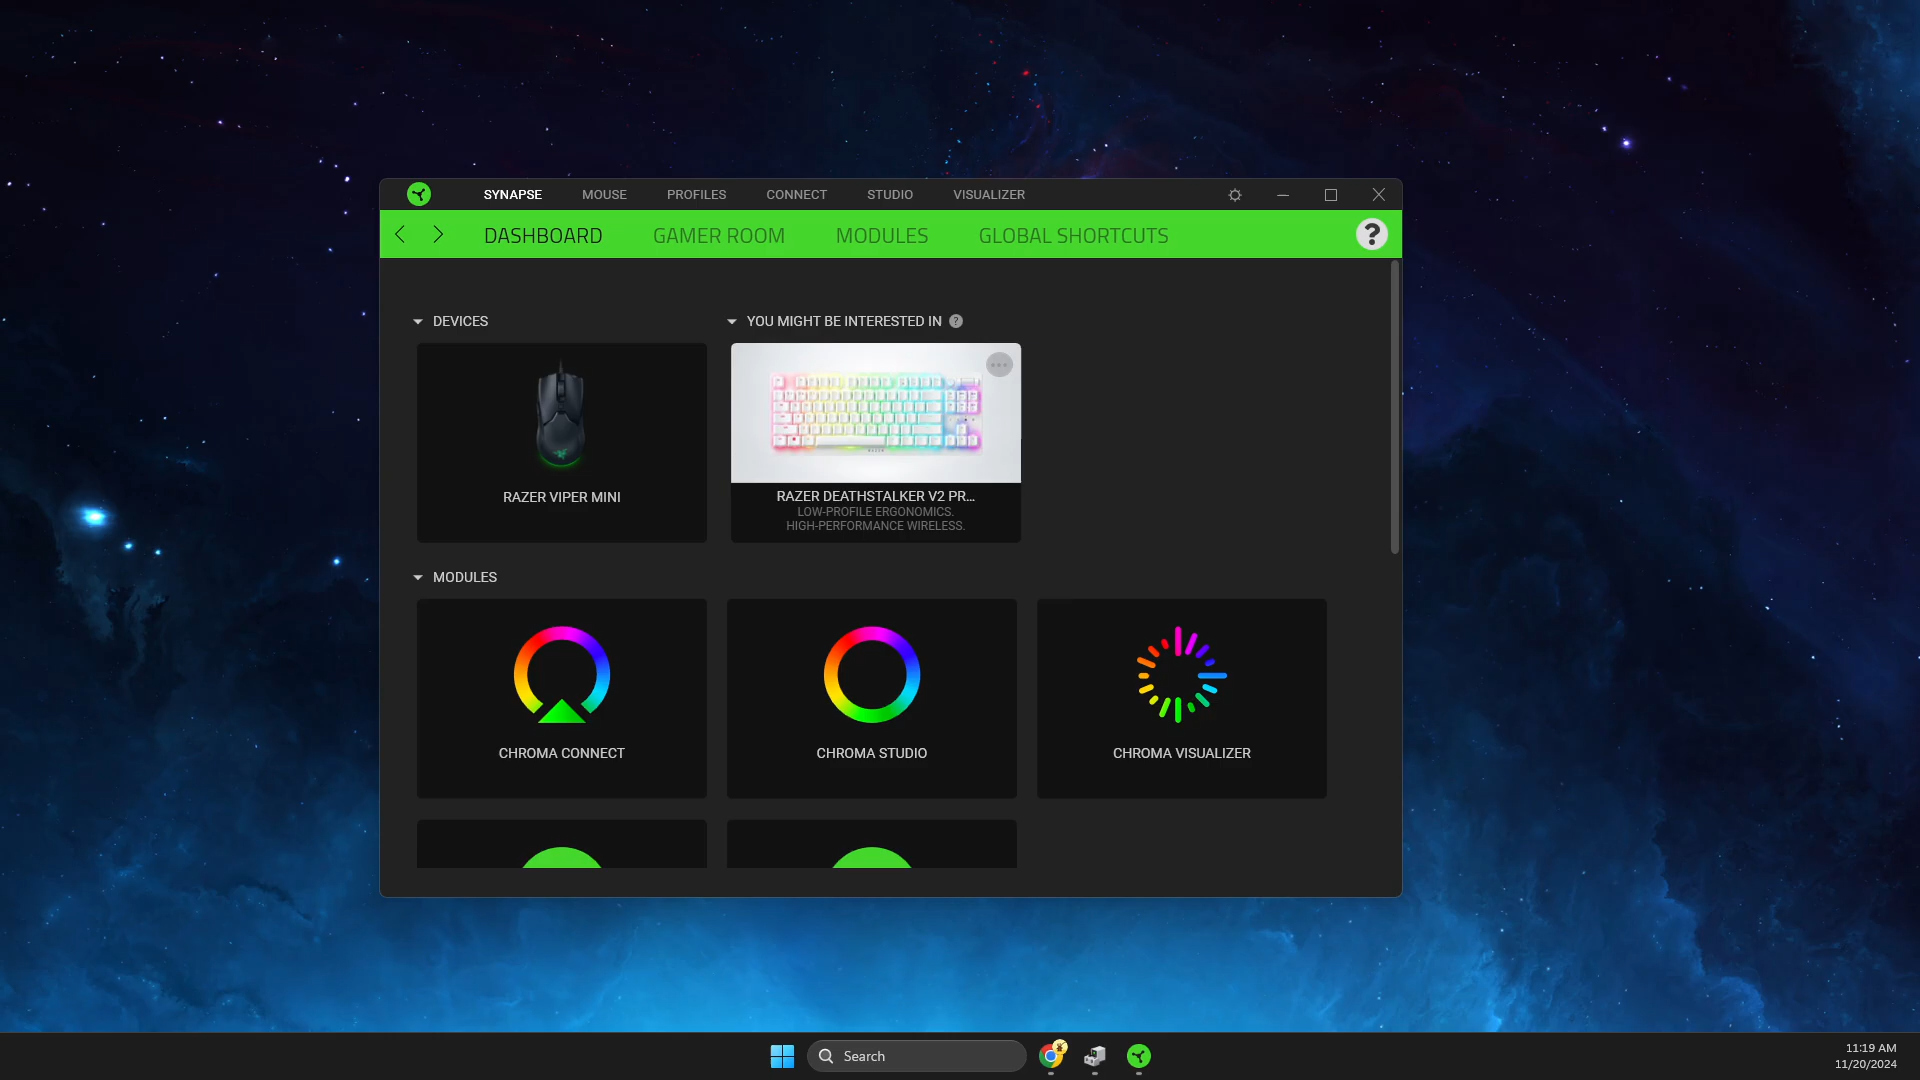 SYNAPSE MOUSE PROFILES CONNECT STUDIO VISUALIZER
DASHBOARD GAMER ROOM MODULES GLOBAL SHORTCUTS ?
DEVICES
YOU MIGHT BE INTERESTED IN ?
RAZER VIPER MINI
RAZER DEATHSTALKER V2 PR...
LOW-PROFILE ERGONOMICS.
HIGH-PERFORMANCE WIRELESS.
MODULES
CHROMA CONNECT
CHROMA STUDIO
CHROMA VISUALIZER
Search
11:19 AM
11/20/2024